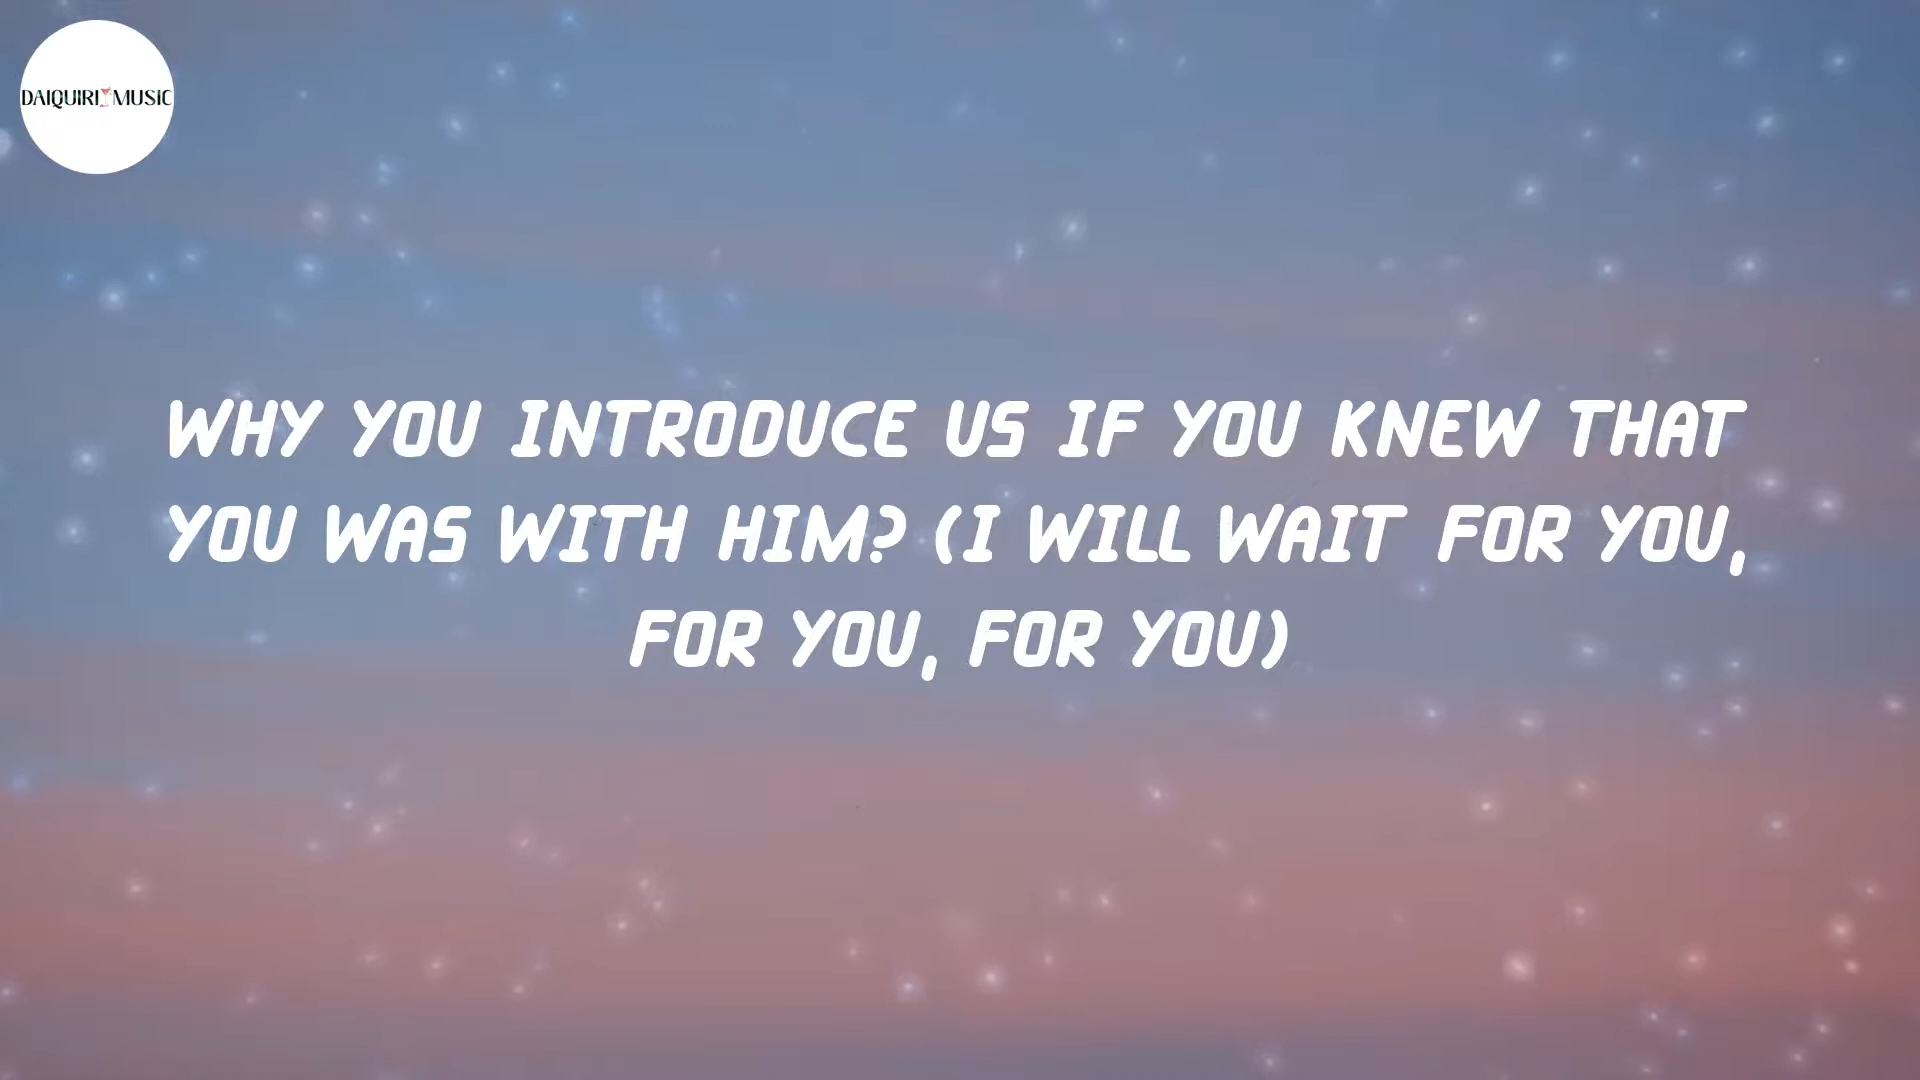 DAIQUIRI MUSIC
WHY YOU INTRODUCE US IF YOU KNEW THAT
YOU WAS WITH HIM? (I WILL WAIT FOR YOU,
FOR YOU, FOR YOU)